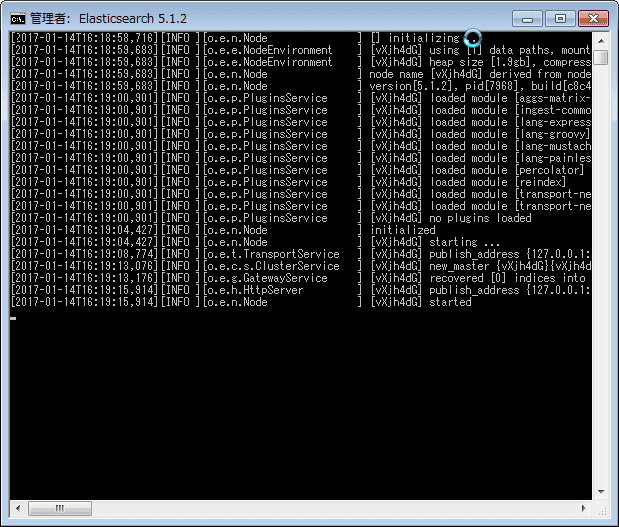 管理者: Elasticsearch 5.1.2
[2017-01-14T16:18:58,716][INFO ][o.e.n.Node               ] [] initializing ...
[2017-01-14T16:18:59,683][INFO ][o.e.e.NodeEnvironment    ] [vXjh4dG] using [1] data paths, mount
[2017-01-14T16:18:59,683][INFO ][o.e.e.NodeEnvironment    ] [vXjh4dG] heap size [1.9gb], compress
[2017-01-14T16:18:59,683][INFO ][o.e.n.Node               ] node name [vXjh4dG] derived from node
[2017-01-14T16:18:59,683][INFO ][o.e.n.Node               ] version[5.1.2], pid[7968], build[c8c4
[2017-01-14T16:19:00,901][INFO ][o.e.p.PluginsService     ] [vXjh4dG] loaded module [aggs-matrix-
[2017-01-14T16:19:00,901][INFO ][o.e.p.PluginsService     ] [vXjh4dG] loaded module [ingest-commo
[2017-01-14T16:19:00,901][INFO ][o.e.p.PluginsService     ] [vXjh4dG] loaded module [lang-express
[2017-01-14T16:19:00,901][INFO ][o.e.p.PluginsService     ] [vXjh4dG] loaded module [lang-groovy]
[2017-01-14T16:19:00,901][INFO ][o.e.p.PluginsService     ] [vXjh4dG] loaded module [lang-mustach
[2017-01-14T16:19:00,901][INFO ][o.e.p.PluginsService     ] [vXjh4dG] loaded module [lang-painles
[2017-01-14T16:19:00,901][INFO ][o.e.p.PluginsService     ] [vXjh4dG] loaded module [percolator]
[2017-01-14T16:19:00,901][INFO ][o.e.p.PluginsService     ] [vXjh4dG] loaded module [reindex]
[2017-01-14T16:19:00,901][INFO ][o.e.p.PluginsService     ] [vXjh4dG] loaded module [transport-ne
[2017-01-14T16:19:00,901][INFO ][o.e.p.PluginsService     ] [vXjh4dG] loaded module [transport-ne
[2017-01-14T16:19:00,901][INFO ][o.e.p.PluginsService     ] [vXjh4dG] no plugins loaded
[2017-01-14T16:19:04,427][INFO ][o.e.n.Node               ] initialized
[2017-01-14T16:19:04,427][INFO ][o.e.n.Node               ] [vXjh4dG] starting ...
[2017-01-14T16:19:08,774][INFO ][o.e.t.TransportService   ] [vXjh4dG] publish_address {127.0.0.1:
[2017-01-14T16:19:13,076][INFO ][o.e.c.s.ClusterService   ] [vXjh4dG] new_master {vXjh4dG}{vXjh4d
[2017-01-14T16:19:13,176][INFO ][o.e.g.GatewayService     ] [vXjh4dG] recovered [0] indices into
[2017-01-14T16:19:15,914][INFO ][o.e.h.HttpServer         ] [vXjh4dG] publish_address {127.0.0.1:
[2017-01-14T16:19:15,914][INFO ][o.e.n.Node               ] [vXjh4dG] started